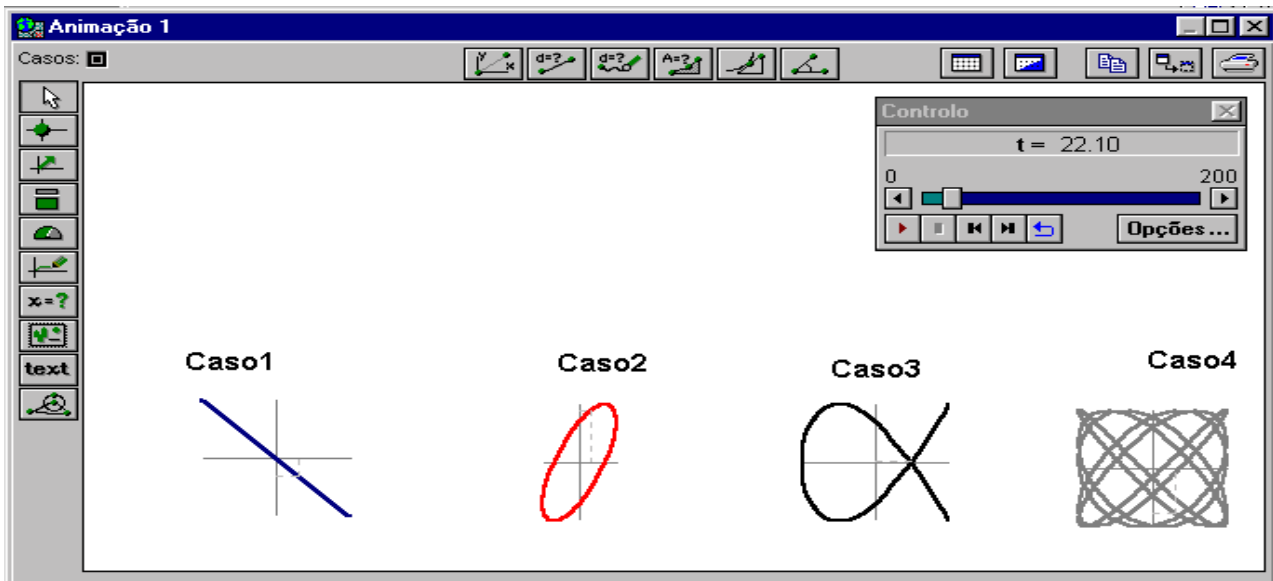 Animação 1
Casos:
y x
d=?
d=?
A=?
Controlo
t = 22.10
0 200
Opções...
x=?
text
Caso1
Caso2
Caso3
Caso4